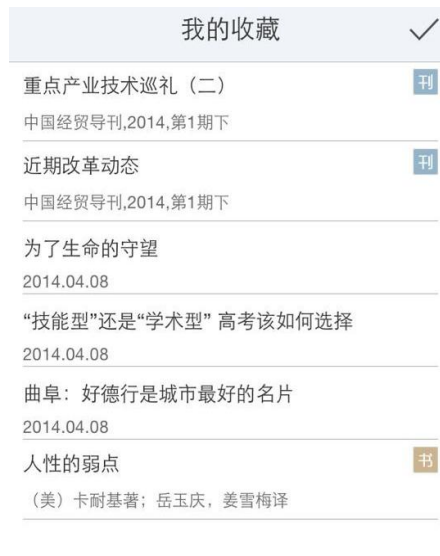 我的收藏
重点产业技术巡礼（二） 刊
中国经贸导刊,2014,第1期下
近期改革动态 刊
中国经贸导刊,2014,第1期下
为了生命的守望
2014.04.08
“技能型”还是“学术型” 高考该如何选择
2014.04.08
曲阜：好德行是城市最好的名片
2014.04.08
人性的弱点 书
（美）卡耐基著；岳玉庆，姜雪梅译